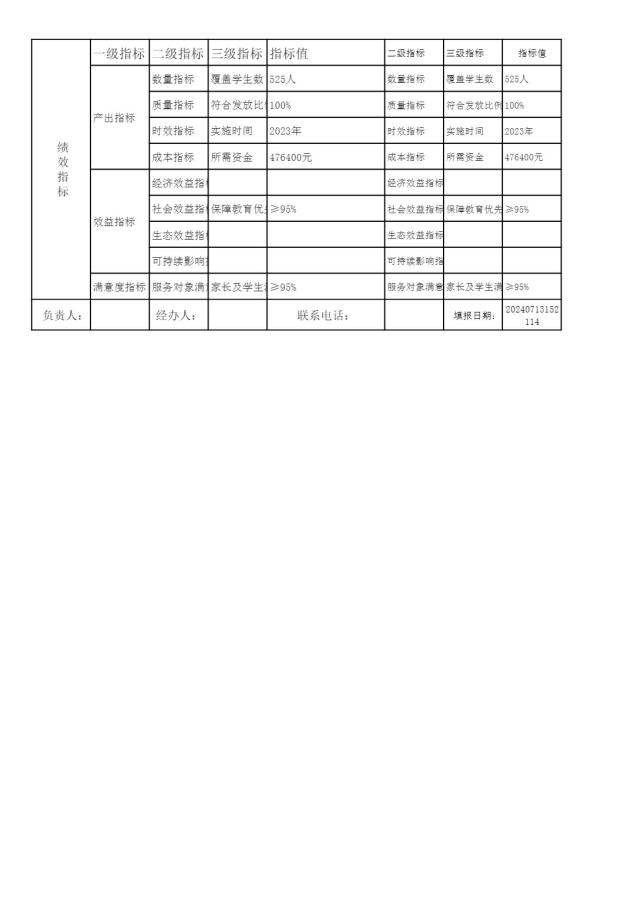 一级指标 二级指标 三级指标 指标值 二级指标 三级指标 指标值
数量指标 覆盖学生数 525人 数量指标 覆盖学生数 525人
质量指标 符合发放比 100% 质量指标 符合发放比例 100%
产出指标
时效指标 实施时间 2023年 时效指标 实施时间 2023年
绩效指标
成本指标 所需资金 476400元 成本指标 所需资金 476400元
经济效益指 经济效益指标
社会效益指 保障教育优 ≥95% 社会效益指标 保障教育优先 ≥95%
效益指标
生态效益指 生态效益指标
可持续影响 可持续影响指
满意度指标 服务对象满 家长及学生 ≥95% 服务对象满意 家长及学生满 ≥95%
负责人: 经办人: 联系电话: 填报日期: 20240713152
114